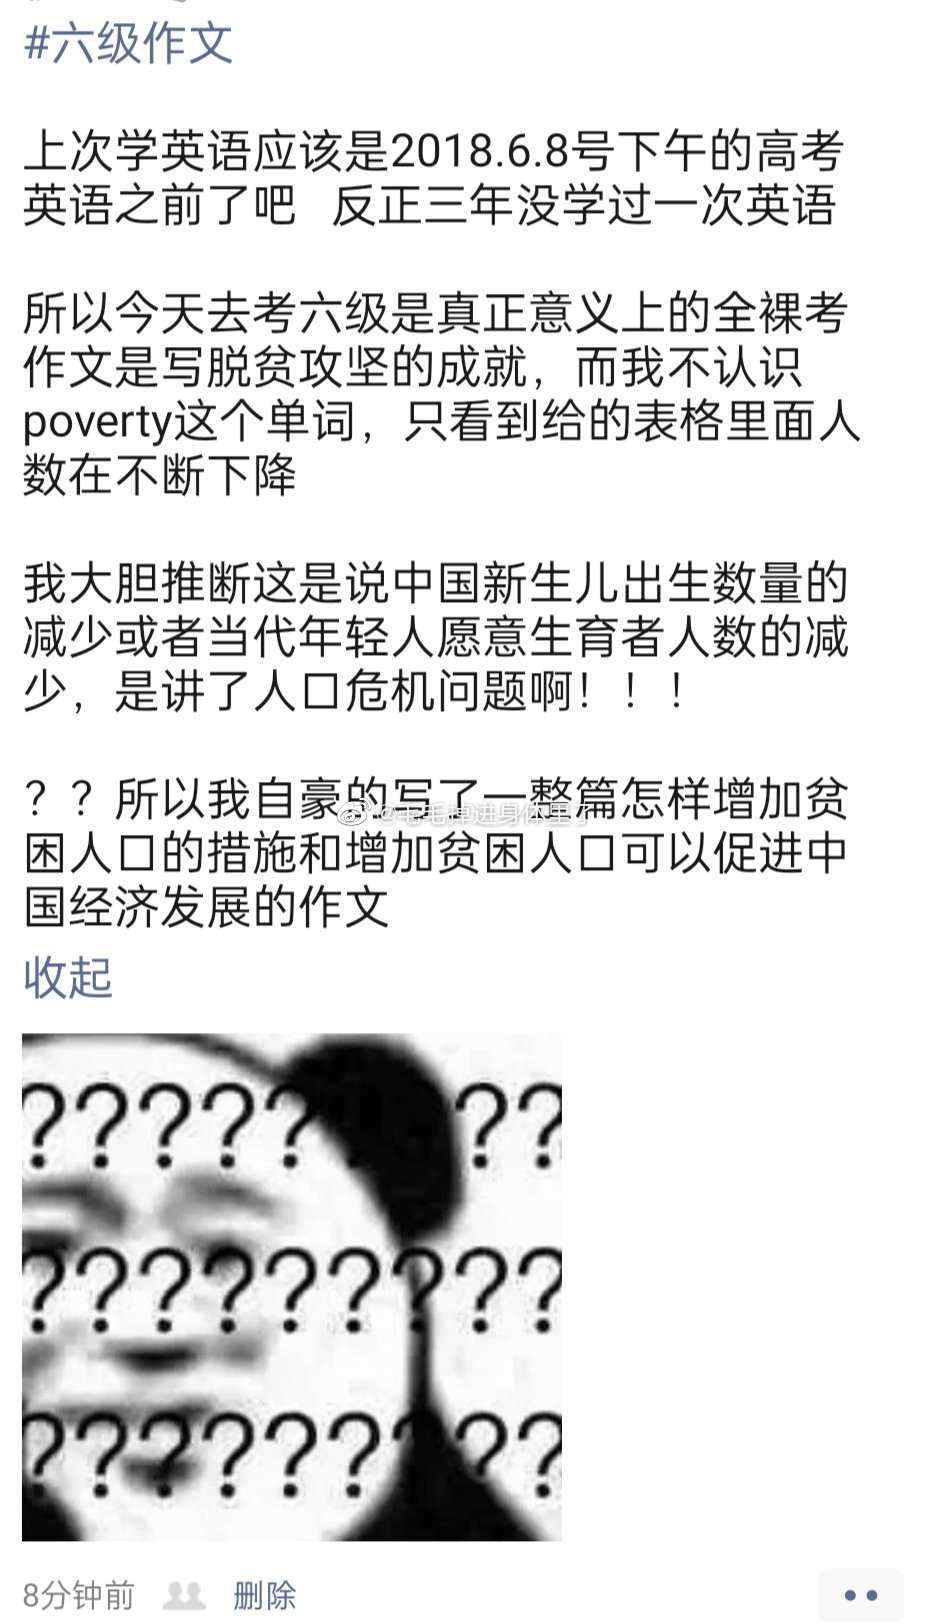 #六级作文
上次学英语应该是2018.6.8号下午的高考
英语之前了吧 反正三年没学过一次英语
所以今天去考六级是真正意义上的全裸考
作文是写脱贫攻坚的成就，而我不认识
poverty这个单词，只看到给的表格里面人
数在不断下降
我大胆推断这是说中国新生儿出生数量的
减少或者当代年轻人愿意生育者人数的减
少，是讲了人口危机问题啊！！！
？？所以我自豪的写了一整篇怎样增加贫
@毛毛掉进身体里了
困人口的措施和增加贫困人口可以促进中
国经济发展的作文
收起
????? ??
?????????
?????????
8分钟前 删除